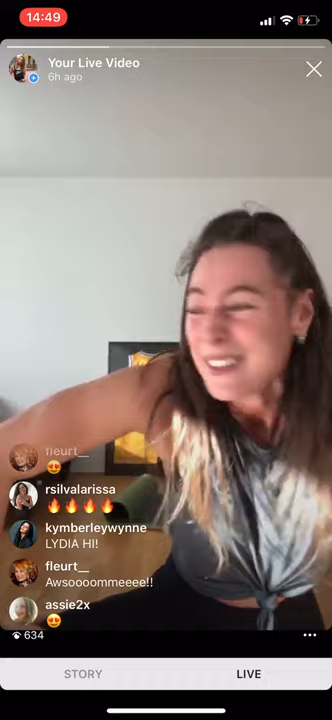 14:49
Your Live Video
6h ago
fleurt__
rsilvalarissa
kymberleywynne
LYDIA HI!
fleurt__
Awsoooommeeee!!
assie2x
634
STORY
LIVE